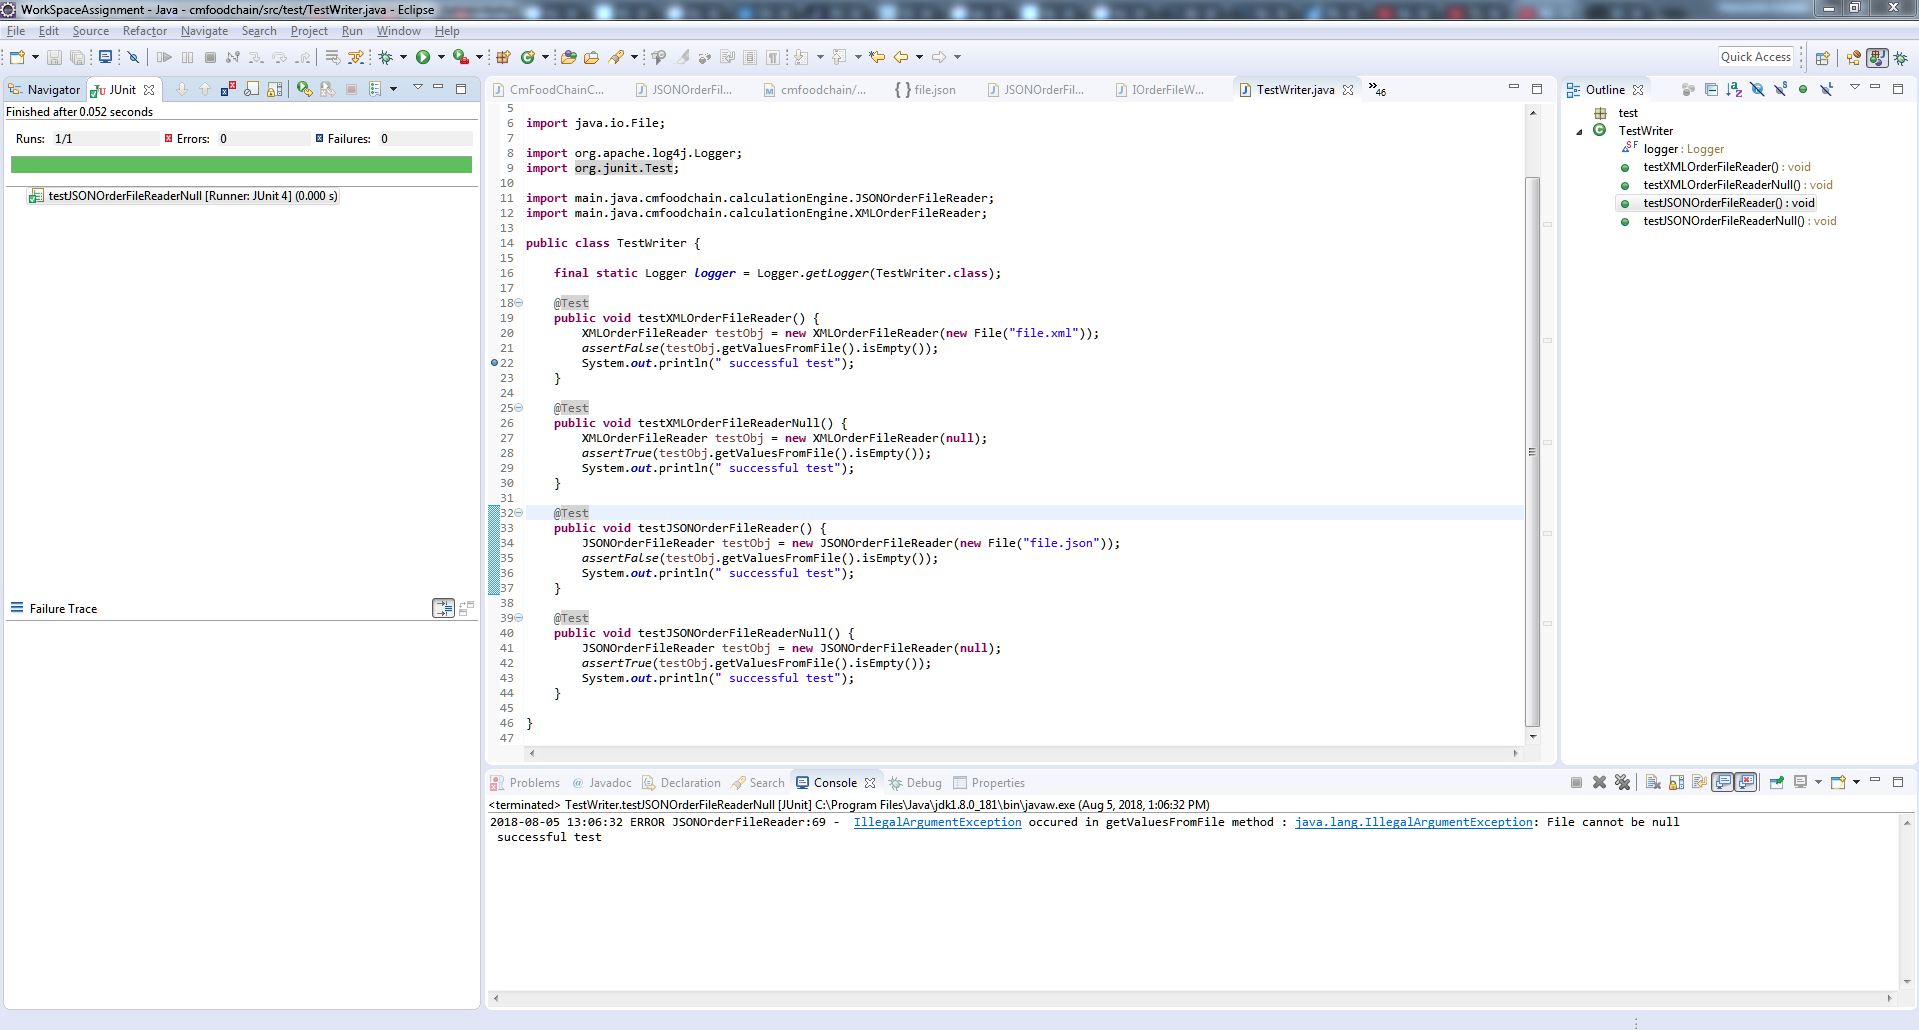 WorkSpaceAssignment - Java - cmfoodchain/src/test/TestWriter.java - Eclipse
File Edit Source Refactor Navigate Search Project Run Window Help
Quick Access
Navigator JUnit
Finished after 0.052 seconds
Runs: 1/1 Errors: 0 Failures: 0
testJSONOrderFileReaderNull [Runner: JUnit 4] (0.000 s)
Failure Trace
CmFoodChainC... JSONOrderFil... cmfoodchain/... { } file.json JSONOrderFil... IOrderFileW... TestWriter.java »46
5
6 import java.io.File;
7
8 import org.apache.log4j.Logger;
9 import org.junit.Test;
10
11 import main.java.cmfoodchain.calculationEngine.JSONOrderFileReader;
12 import main.java.cmfoodchain.calculationEngine.XMLOrderFileReader;
13
14 public class TestWriter {
15
16 final static Logger logger = Logger.getLogger(TestWriter.class);
17
18 @Test
19 public void testXMLOrderFileReader() {
20 XMLOrderFileReader testObj = new XMLOrderFileReader(new File("file.xml"));
21 assertFalse(testObj.getValuesFromFile().isEmpty());
22 System.out.println(" successful test");
23 }
24
25 @Test
26 public void testXMLOrderFileReaderNull() {
27 XMLOrderFileReader testObj = new XMLOrderFileReader(null);
28 assertTrue(testObj.getValuesFromFile().isEmpty());
29 System.out.println(" successful test");
30 }
31
32 @Test
33 public void testJSONOrderFileReader() {
34 JSONOrderFileReader testObj = new JSONOrderFileReader(new File("file.json"));
35 assertFalse(testObj.getValuesFromFile().isEmpty());
36 System.out.println(" successful test");
37 }
38
39 @Test
40 public void testJSONOrderFileReaderNull() {
41 JSONOrderFileReader testObj = new JSONOrderFileReader(null);
42 assertTrue(testObj.getValuesFromFile().isEmpty());
43 System.out.println(" successful test");
44 }
45
46 }
47
Outline
test
TestWriter
logger : Logger
testXMLOrderFileReader() : void
testXMLOrderFileReaderNull() : void
testJSONOrderFileReader() : void
testJSONOrderFileReaderNull() : void
Problems Javadoc Declaration Search Console Debug Properties
<terminated> TestWriter.testJSONOrderFileReaderNull [JUnit] C:\Program Files\Java\jdk1.8.0_181\bin\javaw.exe (Aug 5, 2018, 1:06:32 PM)
2018-08-05 13:06:32 ERROR JSONOrderFileReader:69 - IllegalArgumentException occured in getValuesFromFile method : java.lang.IllegalArgumentException: File cannot be null
successful test